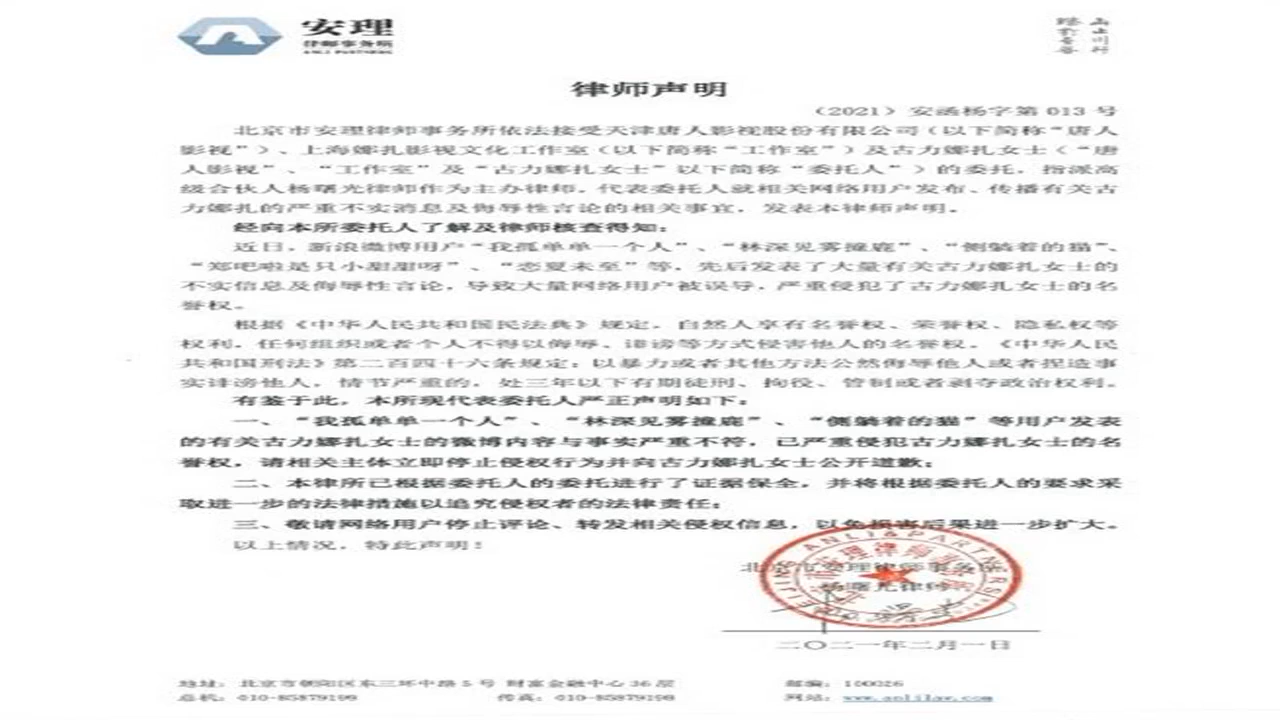 安理
律师事务所
ANLI PARTNERS
律师声明
（2021）安函杨字第 013 号
北京市安理律师事务所依法接受天津唐人影视股份有限公司（以下简称“唐人
影视”）、上海娜扎影视文化工作室（以下简称“工作室”）及古力娜扎女士（“唐
人影视”、“工作室”及“古力娜扎女士”以下简称“委托人”）的委托，指派高
级合伙人杨曙光律师作为主办律师，代表委托人就相关网络用户发布、传播有关古
力娜扎的严重不实消息及侮辱性言论的相关事宜，发表本律师声明。
经向本所委托人了解及律师核查得知：
近日，新浪微博用户“我孤单单一个人”、“林深见雾撞鹿”、“侧躺着的猫”、
“郑吧啦是只小甜甜呀”、“恋夏未至”等，先后发表了大量有关古力娜扎女士的
不实信息及侮辱性言论，导致大量网络用户被误导，严重侵犯了古力娜扎女士的名
誉权。
根据《中华人民共和国民法典》规定，自然人享有名誉权、荣誉权、隐私权等
权利，任何组织或者个人不得以侮辱、诽谤等方式侵害他人的名誉权。《中华人民
共和国刑法》第二百四十六条规定：以暴力或者其他方法公然侮辱他人或者捏造事
实诽谤他人，情节严重的，处三年以下有期徒刑、拘役、管制或者剥夺政治权利。
有鉴于此，本所现代表委托人严正声明如下：
一、“我孤单单一个人”、“林深见雾撞鹿”、“侧躺着的猫”等用户发表
的有关古力娜扎女士的微博内容与事实严重不符，已严重侵犯古力娜扎女士的名
誉权，请相关主体立即停止侵权行为并向古力娜扎女士公开道歉；
二、本律所已根据委托人的委托进行了证据保全，并将根据委托人的要求采
取进一步的法律措施以追究侵权者的法律责任；
三、敬请网络用户停止评论、转发相关侵权信息，以免损害后果进一步扩大。
以上情况，特此声明！
北京市安理律师事务所
杨曙光律师
BEIJING ANLI&PARTNERS
二〇二一年二月一日
地址：北京市朝阳区东三环中路 5 号 财富金融中心 36 层 邮编：100026
总机：010-85879199 传真：010-85879198 网站：www.anlilaw.com